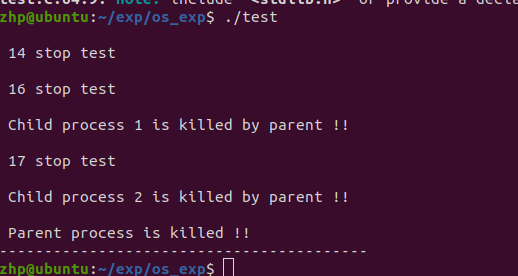 test.c:64:9: note: include '<stdlib.h>' or provide a decla
zhp@ubuntu:~/exp/os_exp$ ./test
14 stop test
16 stop test
Child process 1 is killed by parent !!
17 stop test
Child process 2 is killed by parent !!
Parent process is killed !!
-----------------------------------------
zhp@ubuntu:~/exp/os_exp$